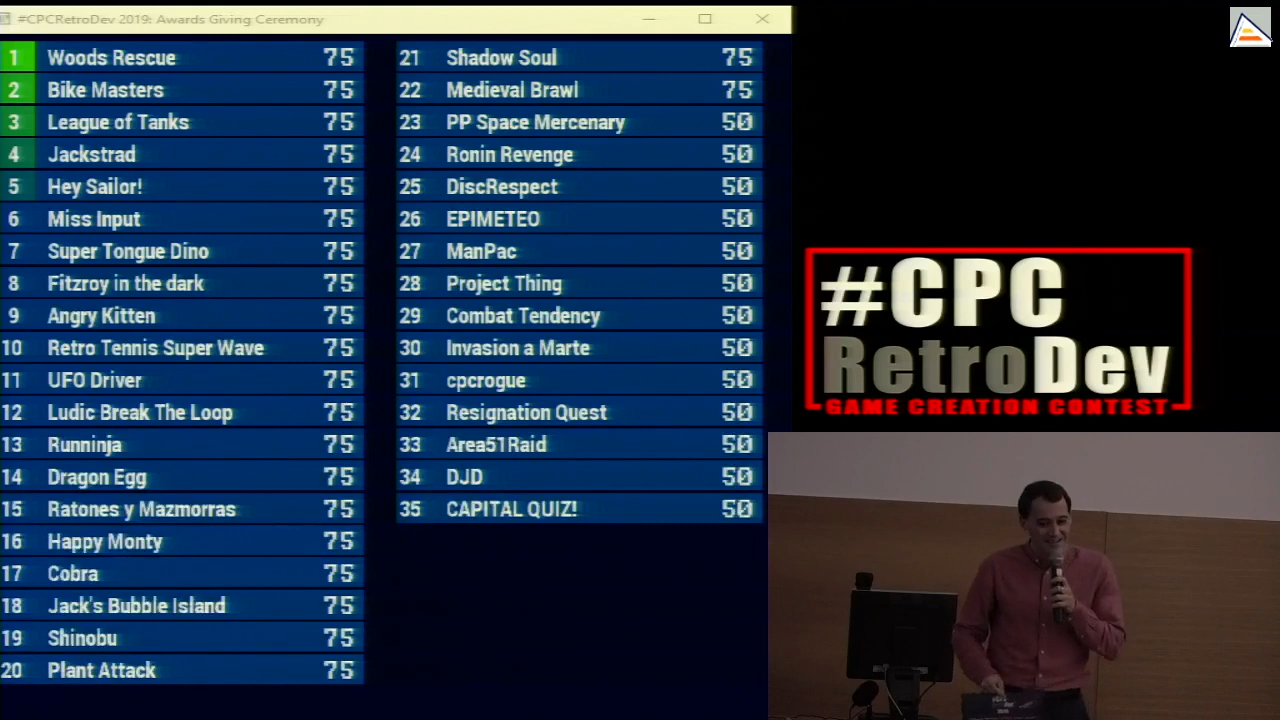 #CPCRetroDev 2019: Awards Giving Ceremony
1 Woods Rescue 75
2 Bike Masters 75
3 League of Tanks 75
4 Jackstrad 75
5 Hey Sailor! 75
6 Miss Input 75
7 Super Tongue Dino 75
8 Fitzroy in the dark 75
9 Angry Kitten 75
10 Retro Tennis Super Wave 75
11 UFO Driver 75
12 Ludic Break The Loop 75
13 Runninja 75
14 Dragon Egg 75
15 Ratones y Mazmorras 75
16 Happy Monty 75
17 Cobra 75
18 Jack's Bubble Island 75
19 Shinobu 75
20 Plant Attack 75
21 Shadow Soul 75
22 Medieval Brawl 75
23 PP Space Mercenary 50
24 Ronin Revenge 50
25 DiscRespect 50
26 EPIMETEO 50
27 ManPac 50
28 Project Thing 50
29 Combat Tendency 50
30 Invasion a Marte 50
31 cpcrogue 50
32 Resignation Quest 50
33 Area51Raid 50
34 DJD 50
35 CAPITAL QUIZ! 50
#CPC
RetroDev
GAME CREATION CONTEST